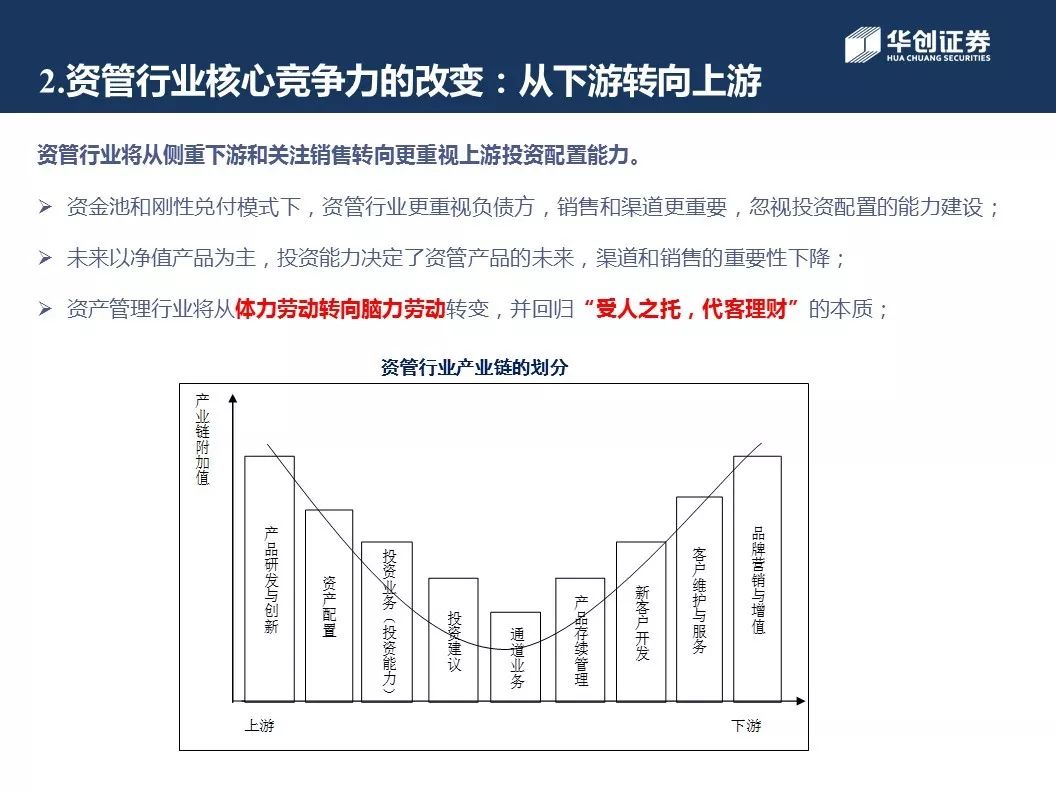 华创证券
HUA CHUANG SECURITIES
2.资管行业核心竞争力的改变：从下游转向上游
资管行业将从侧重下游和关注销售转向更重视上游投资配置能力。
资金池和刚性兑付模式下，资管行业更重视负债方，销售和渠道更重要，忽视投资配置的能力建设；
未来以净值产品为主，投资能力决定了资管产品的未来，渠道和销售的重要性下降；
资产管理行业将从体力劳动转向脑力劳动转变，并回归“受人之托，代客理财”的本质；
资管行业产业链的划分
产业链附加值
产品研发与创新
资产配置
投资业务（投资能力）
投资建议
通道业务
产品存续管理
新客户开发
客户维护与服务
品牌营销与增值
上游
下游